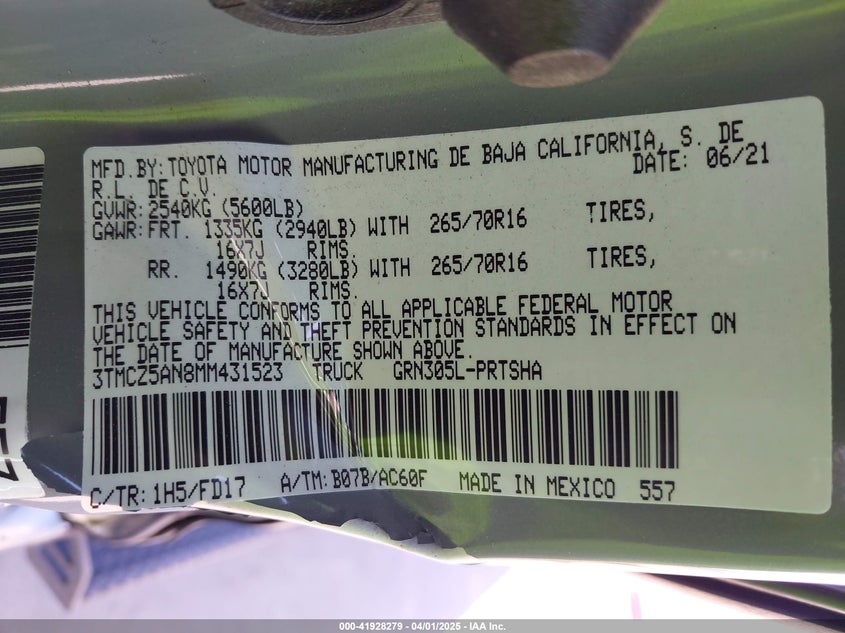 MFD.BY:TOYOTA MOTOR MANUFACTURING DE BAJA CALIFORNIA, S. DE
R.L. DE C.V. DATE: 06/21
GVWR:2540KG (5600LB)
GAWR:FRT. 1335KG (2940LB) WITH 265/70R16 TIRES,
16X7J RIMS.
RR. 1490KG (3280LB) WITH 265/70R16 TIRES,
16X7J RIMS.
THIS VEHICLE CONFORMS TO ALL APPLICABLE FEDERAL MOTOR
VEHICLE SAFETY AND THEFT PREVENTION STANDARDS IN EFFECT ON
THE DATE OF MANUFACTURE SHOWN ABOVE.
3TMCZ5AN8MM431523 TRUCK GRN305L-PRTSHA
C/TR:1H5/FD17 A/TM:B07B/AC60F MADE IN MEXICO 557
000-41928279 - 04/01/2025 - IAA Inc.